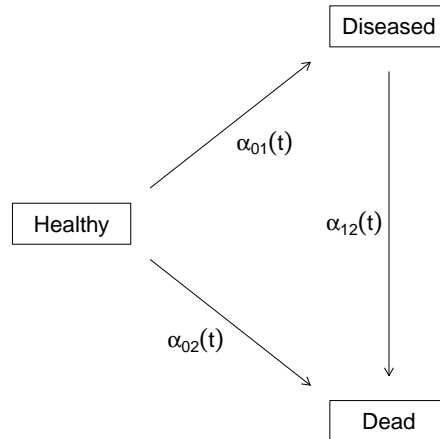 Diseased
α01(t)
Healthy
α12(t)
α02(t)
Dead